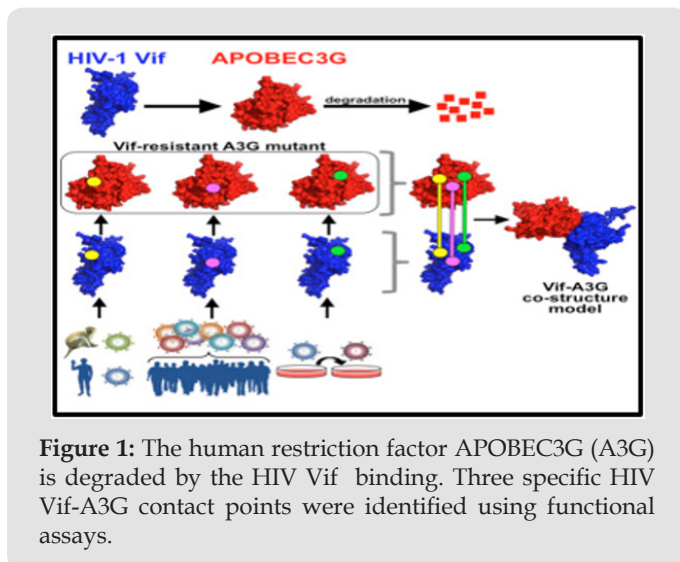 HIV-1 Vif APOBEC3G
degradation
Vif-resistant A3G mutant
Vif-A3G
co-structure
model
Figure 1: The human restriction factor APOBEC3G (A3G)
is degraded by the HIV Vif binding. Three specific HIV
Vif-A3G contact points were identified using functional
assays.